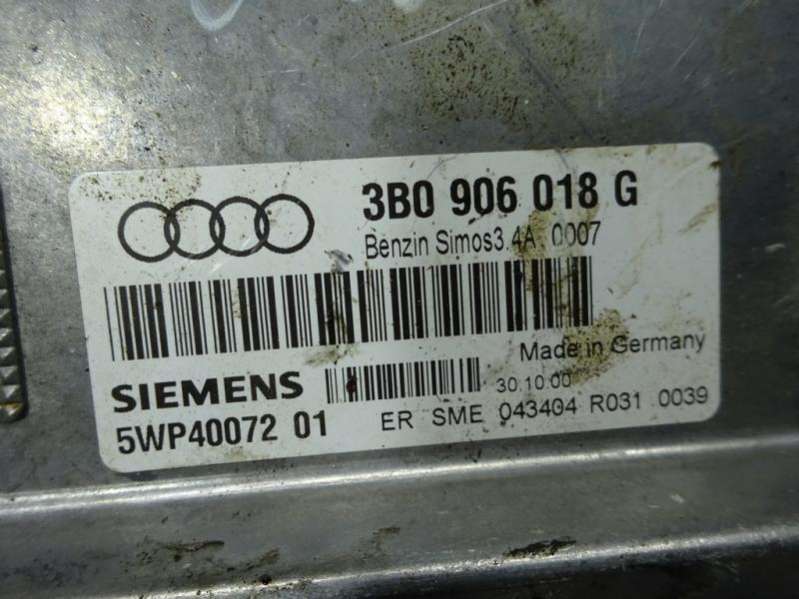 3B0 906 018 G
Benzin Simos3.4A 0007
Made in Germany
SIEMENS
30.10.00
5WP40072 01
ER SME 043404 R031 0039